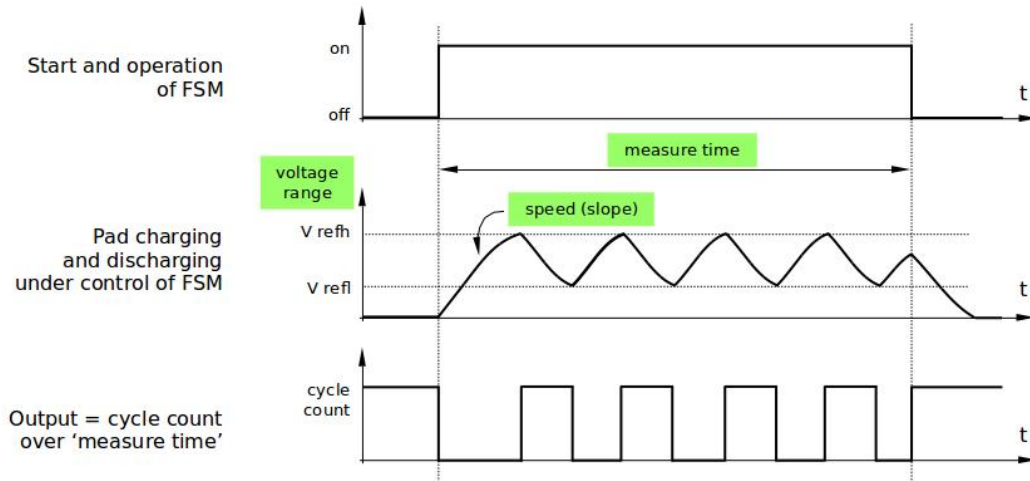 on
Start and operation
of FSM
off
t
measure time
voltage
range
speed (slope)
V refh
Pad charging
and discharging
under control of FSM
V refl
t
cycle
count
Output = cycle count
over ‘measure time’
t